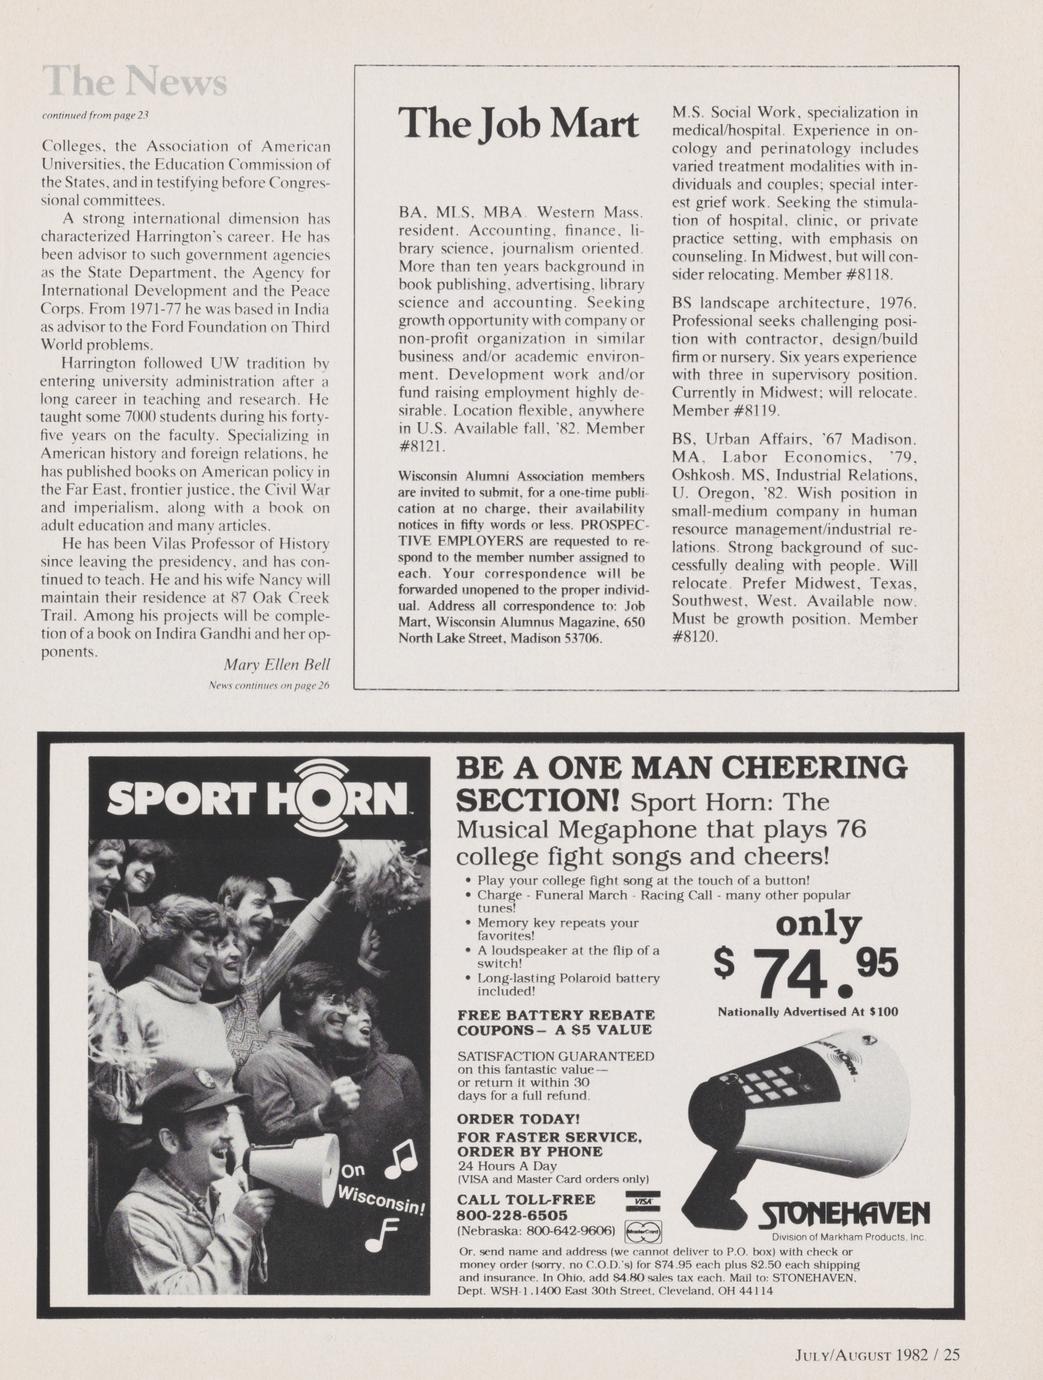 The News
continued from page 23
Colleges, the Association of American
Universities, the Education Commission of
the States, and in testifying before Congres-
sional committees.
A strong international dimension has
characterized Harrington's career. He has
been advisor to such government agencies
as the State Department, the Agency for
International Development and the Peace
Corps. From 1971-77 he was based in India
as advisor to the Ford Foundation on Third
World problems.
Harrington followed UW tradition by
entering university administration after a
long career in teaching and research. He
taught some 7000 students during his forty-
five years on the faculty. Specializing in
American history and foreign relations, he
has published books on American policy in
the Far East, frontier justice, the Civil War
and imperialism, along with a book on
adult education and many articles.
He has been Vilas Professor of History
since leaving the presidency, and has con-
tinued to teach. He and his wife Nancy will
maintain their residence at 87 Oak Creek
Trail. Among his projects will be comple-
tion of a book on Indira Gandhi and her op-
ponents.
Mary Ellen Bell
News continues on page 26
The Job Mart
BA, MLS, MBA. Western Mass.
resident. Accounting, finance, li-
brary science, journalism oriented.
More than ten years background in
book publishing, advertising, library
science and accounting. Seeking
growth opportunity with company or
non-profit organization in similar
business and/or academic environ-
ment. Development work and/or
fund raising employment highly de-
sirable. Location flexible, anywhere
in U.S. Available fall, '82. Member
#8121.
Wisconsin Alumni Association members
are invited to submit, for a one-time publi-
cation at no charge, their availability
notices in fifty words or less. PROSPEC-
TIVE EMPLOYERS are requested to re-
spond to the member number assigned to
each. Your correspondence will be
forwarded unopened to the proper individ-
ual. Address all correspondence to: Job
Mart, Wisconsin Alumnus Magazine, 650
North Lake Street, Madison 53706.
M.S. Social Work, specialization in
medical/hospital. Experience in on-
cology and perinatology includes
varied treatment modalities with in-
dividuals and couples; special inter-
est grief work. Seeking the stimula-
tion of hospital, clinic, or private
practice setting, with emphasis on
counseling. In Midwest, but will con-
sider relocating. Member #8118.
BS landscape architecture, 1976.
Professional seeks challenging posi-
tion with contractor, design/build
firm or nursery. Six years experience
with three in supervisory position.
Currently in Midwest; will relocate.
Member #8119.
BS, Urban Affairs, '67 Madison.
MA, Labor Economics, '79,
Oshkosh. MS, Industrial Relations,
U. Oregon, '82. Wish position in
small-medium company in human
resource management/industrial re-
lations. Strong background of suc-
cessfully dealing with people. Will
relocate. Prefer Midwest, Texas,
Southwest, West. Available now.
Must be growth position. Member
#8120.
SPORT HORN™
On
Wisconsin!
BE A ONE MAN CHEERING
SECTION! Sport Horn: The
Musical Megaphone that plays 76
college fight songs and cheers!
• Play your college fight song at the touch of a button!
• Charge - Funeral March - Racing Call - many other popular
tunes!
• Memory key repeats your
favorites!
• A loudspeaker at the flip of a
switch!
• Long-lasting Polaroid battery
included!
only
$74.95
Nationally Advertised At $100
FREE BATTERY REBATE
COUPONS— A $5 VALUE
SATISFACTION GUARANTEED
on this fantastic value—
or return it within 30
days for a full refund.
ORDER TODAY!
FOR FASTER SERVICE,
ORDER BY PHONE
24 Hours A Day
(VISA and Master Card orders only)
CALL TOLL-FREE
800-228-6505
(Nebraska: 800-642-9606)
VISA
MasterCard
SPORT HORN
STONEHAVEN
Division of Markham Products, Inc.
Or, send name and address (we cannot deliver to P.O. box) with check or
money order (sorry, no C.O.D.'s) for $74.95 each plus $2.50 each shipping
and insurance. In Ohio, add $4.80 sales tax each. Mail to: STONEHAVEN,
Dept. WSH-1, 1400 East 30th Street, Cleveland, OH 44114
JULY/AUGUST 1982 / 25